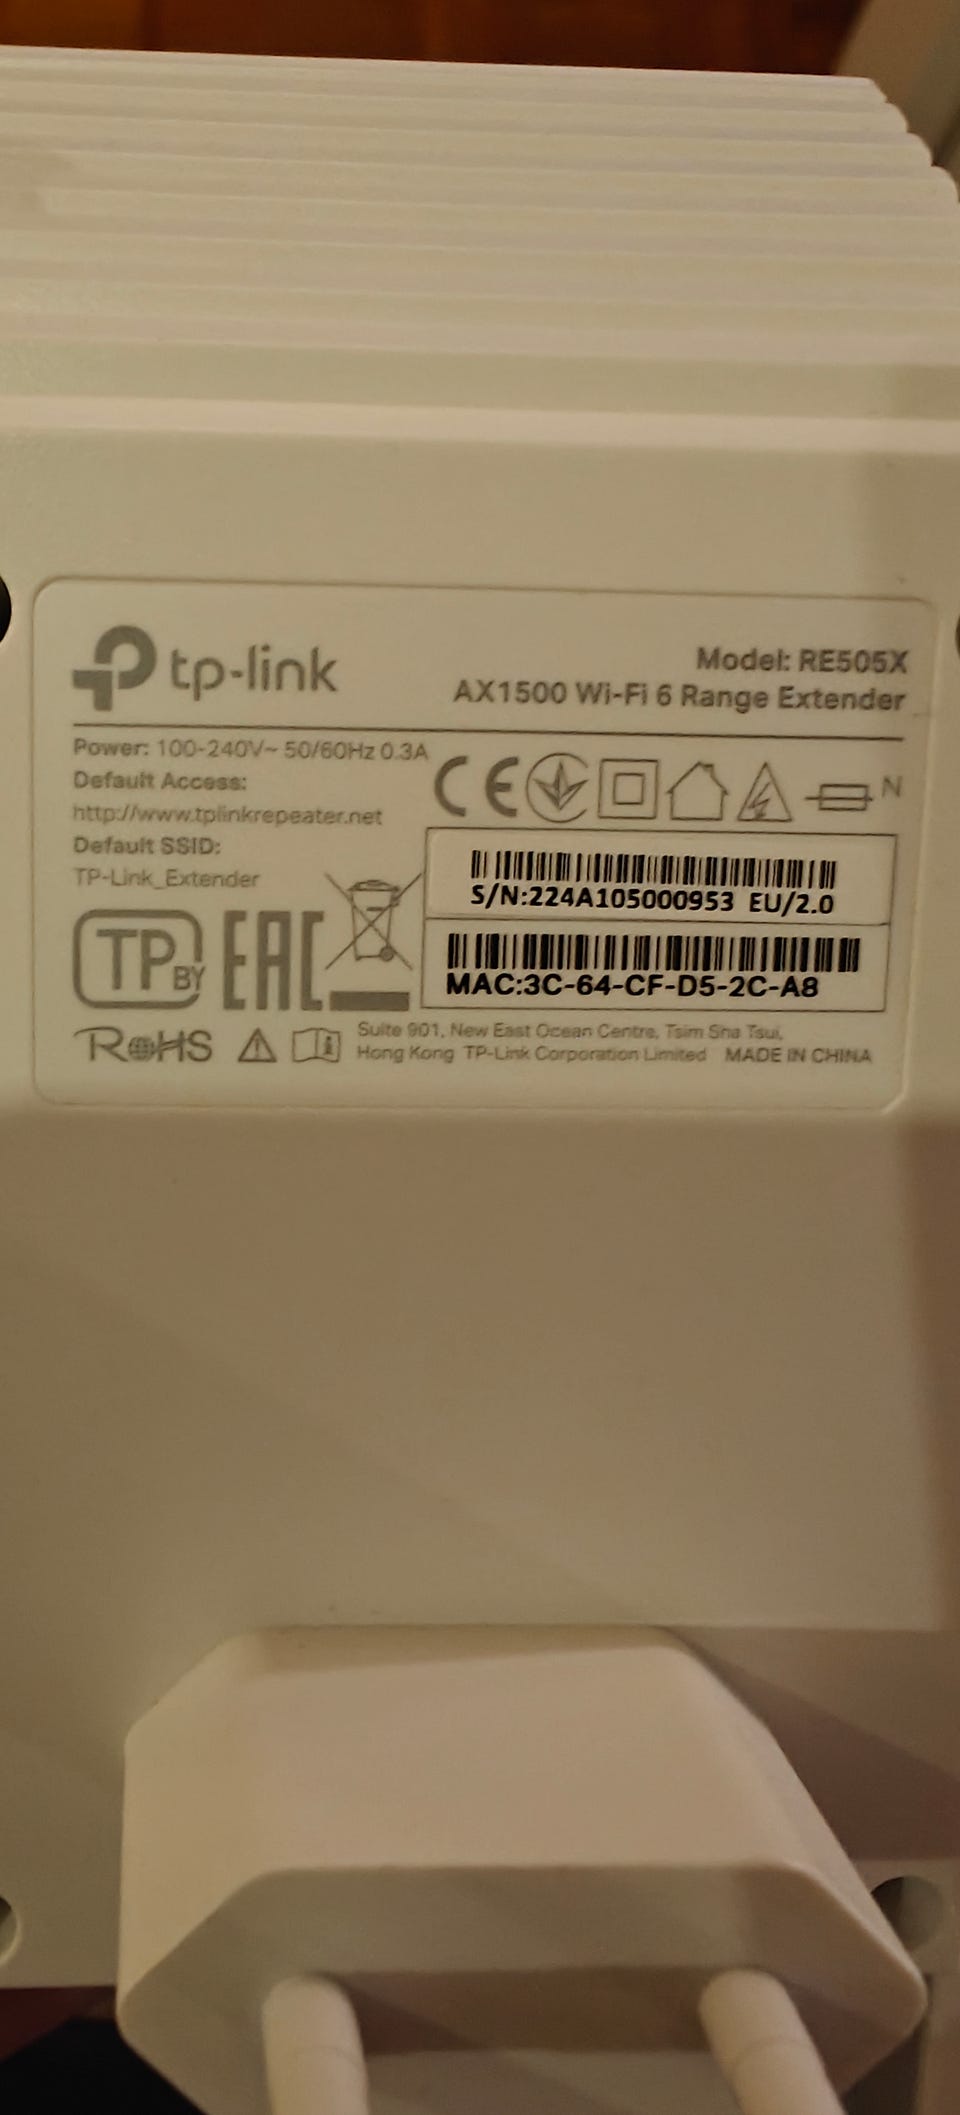 tp-link
Model: RE505X
AX1500 Wi-Fi 6 Range Extender
Power: 100-240V~ 50/60Hz 0.3A
Default Access:
http://www.tplinkrepeater.net
Default SSID:
TP-Link_Extender
CE
N
S/N:224A105000953 EU/2.0
MAC:3C-64-CF-D5-2C-A8
TP BY
EAC
RoHS
Suite 901, New East Ocean Centre, Tsim Sha Tsui,
Hong Kong TP-Link Corporation Limited MADE IN CHINA